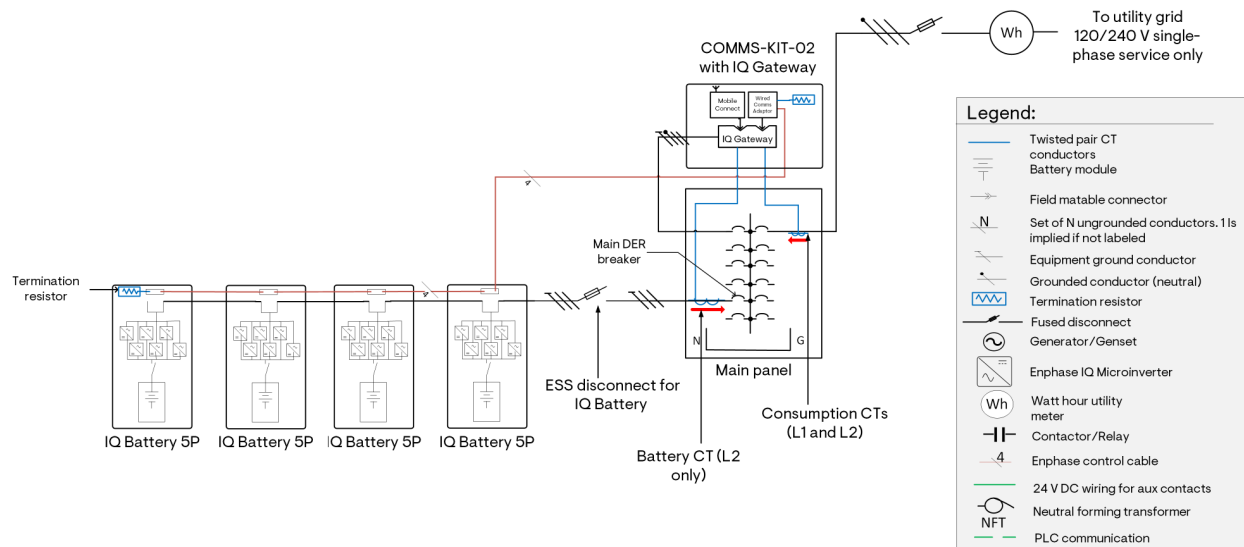 To utility grid
120/240 V single-
phase service only
Wh
COMMS-KIT-02
with IQ Gateway
Mobile
Connect
Wired
Comms
Adaptor
IQ Gateway
4
Main DER
breaker
Termination
resistor
4
N
G
Main panel
ESS disconnect for
IQ Battery
Consumption CTs
(L1 and L2)
Battery CT (L2
only)
IQ Battery 5P
IQ Battery 5P
IQ Battery 5P
IQ Battery 5P
Legend:
Twisted pair CT
conductors
Battery module
Field matable connector
N
Set of N ungrounded conductors. 1 Is
implied if not labeled
Equipment ground conductor
Grounded conductor (neutral)
Termination resistor
Fused disconnect
Generator/Genset
Enphase IQ Microinverter
Wh
Watt hour utility
meter
Contactor/Relay
4
Enphase control cable
24 V DC wiring for aux contacts
NFT
Neutral forming transformer
PLC communication